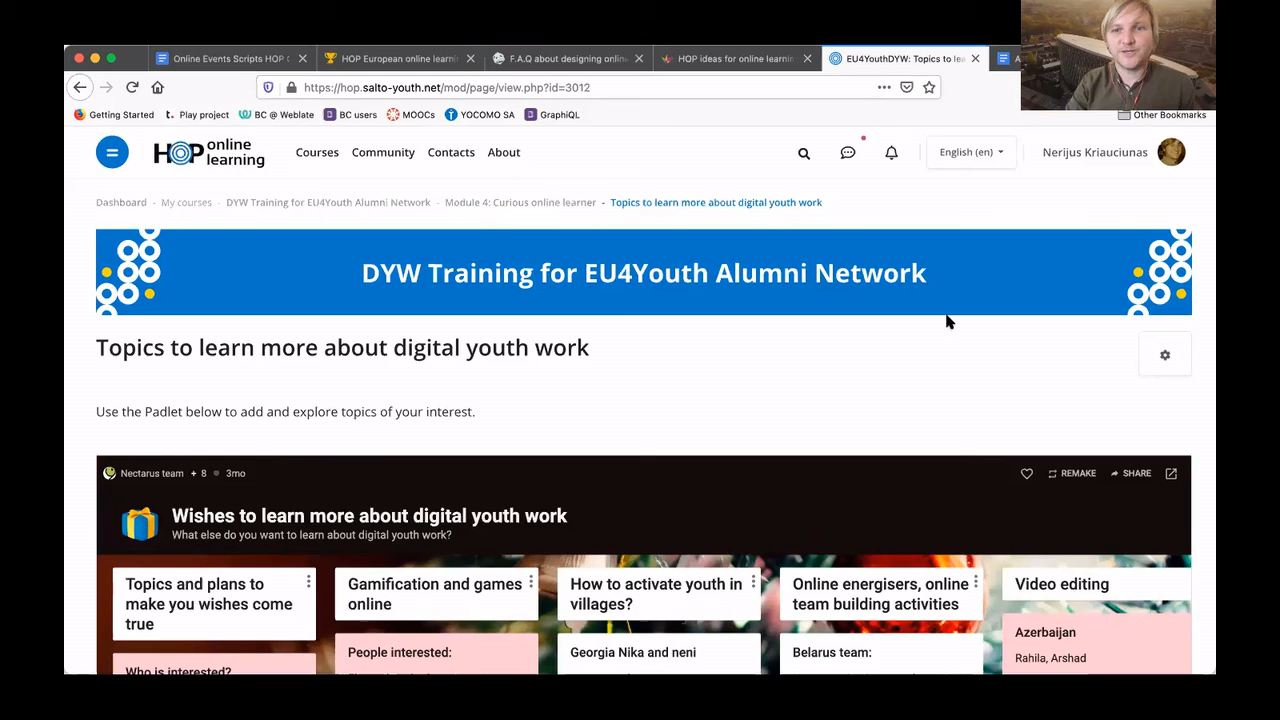 Online Events Scripts HOP
HOP European online learni
F.A.Q about designing onlin
HOP ideas for online learnin
EU4YouthDYW: Topics to lea
https://hop.salto-youth.net/mod/page/view.php?id=3012
Getting Started
Play project
BC @ Weblate
BC users
MOOCs
YOCOMO SA
GraphiQL
Other Bookmarks
HOP online learning
Courses
Community
Contacts
About
English (en)
Nerijus Kriauciunas
Dashboard - My courses - DYW Training for EU4Youth Alumni Network - Module 4: Curious online learner - Topics to learn more about digital youth work
DYW Training for EU4Youth Alumni Network
Topics to learn more about digital youth work
Use the Padlet below to add and explore topics of your interest.
Nectarus team + 8 3mo
REMAKE
SHARE
Wishes to learn more about digital youth work
What else do you want to learn about digital youth work?
Topics and plans to
make you wishes come
true
Who is interested?
Gamification and games
online
People interested:
How to activate youth in
villages?
Georgia Nika and neni
Online energisers, online
team building activities
Belarus team:
Video editing
Azerbaijan
Rahila, Arshad